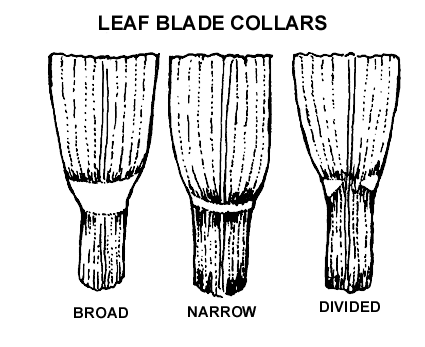 LEAF BLADE COLLARS
BROAD
NARROW
DIVIDED